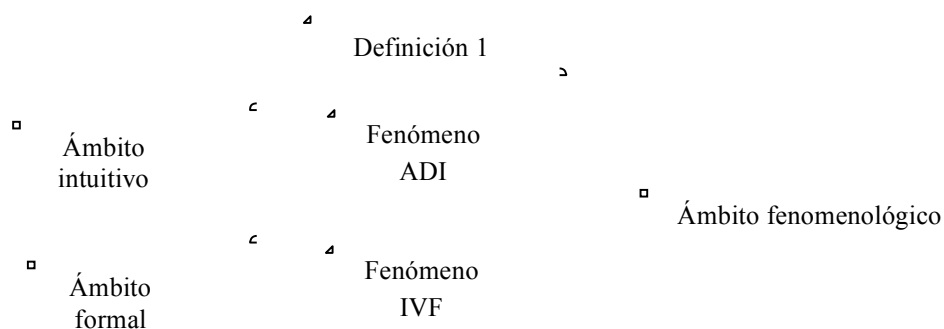 Definición 1
Ámbito
intuitivo
Fenómeno
ADI
Ámbito fenomenológico
Ámbito
formal
Fenómeno
IVF